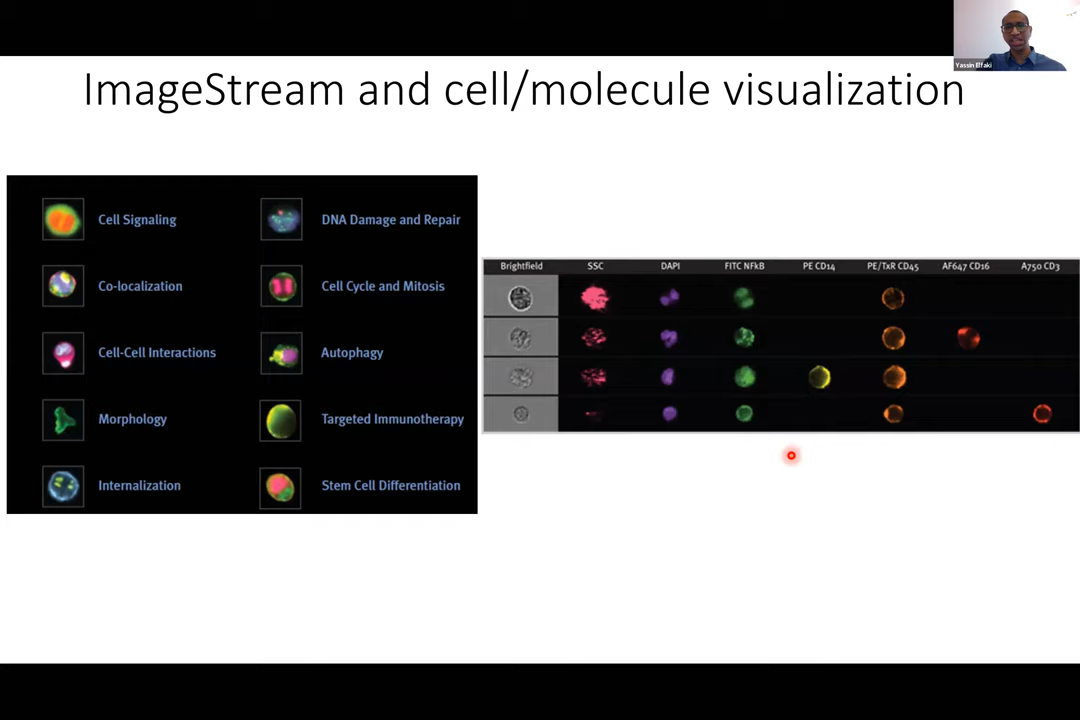 Yassin Elfaki
ImageStream and cell/molecule visualization
Cell Signaling
DNA Damage and Repair
Co-localization
Cell Cycle and Mitosis
Cell-Cell Interactions
Autophagy
Morphology
Targeted Immunotherapy
Internalization
Stem Cell Differentiation
Brightfield SSC DAPI FITC NFkB PE CD14 PE/TxR CD45 AF647 CD16 A750 CD3